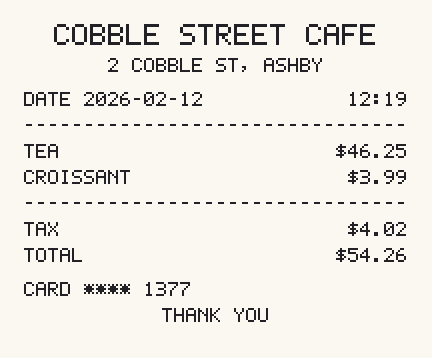 COBBLE STREET CAFE
2 COBBLE ST, ASHBY
DATE 2026-02-12 12:19
--------------------------------
TEA $46.25
CROISSANT $3.99
--------------------------------
TAX $4.02
TOTAL $54.26
CARD **** 1377
THANK YOU